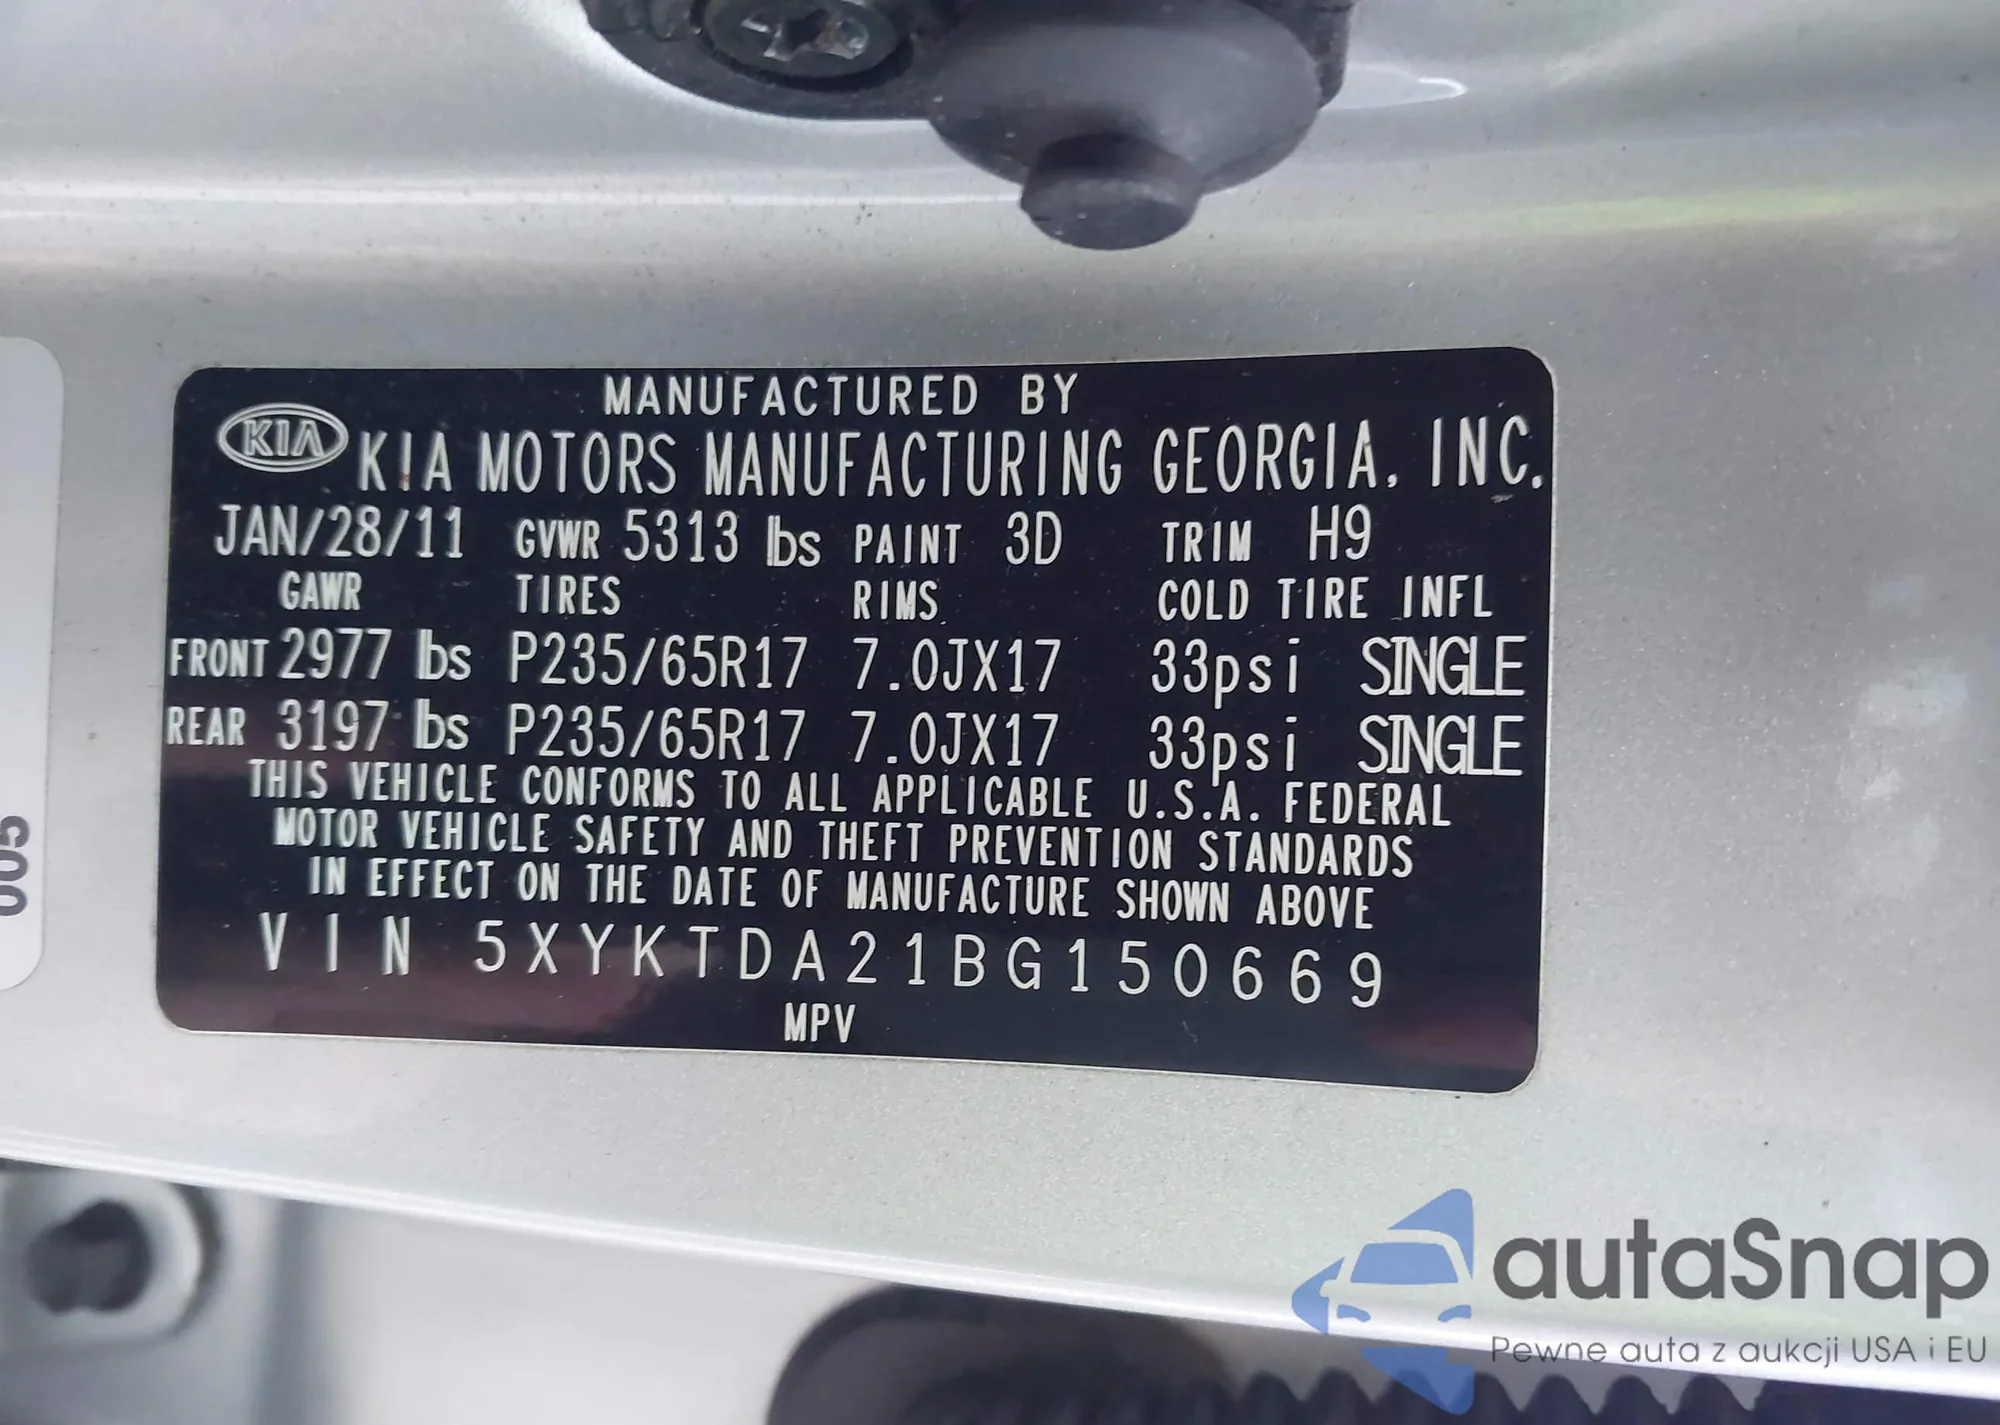 MANUFACTURED BY
KIA KIA MOTORS MANUFACTURING GEORGIA, INC.
JAN/28/11 GVWR 5313 lbs PAINT 3D TRIM H9
GAWR TIRES RIMS COLD TIRE INFL
FRONT 2977 lbs P235/65R17 7.0JX17 33psi SINGLE
REAR 3197 lbs P235/65R17 7.0JX17 33psi SINGLE
THIS VEHICLE CONFORMS TO ALL APPLICABLE U.S.A. FEDERAL
MOTOR VEHICLE SAFETY AND THEFT PREVENTION STANDARDS
IN EFFECT ON THE DATE OF MANUFACTURE SHOWN ABOVE
VIN 5XYKTDA21BG150669
MPV
005
autaSnap
Pewne auta z aukcji USA i EU